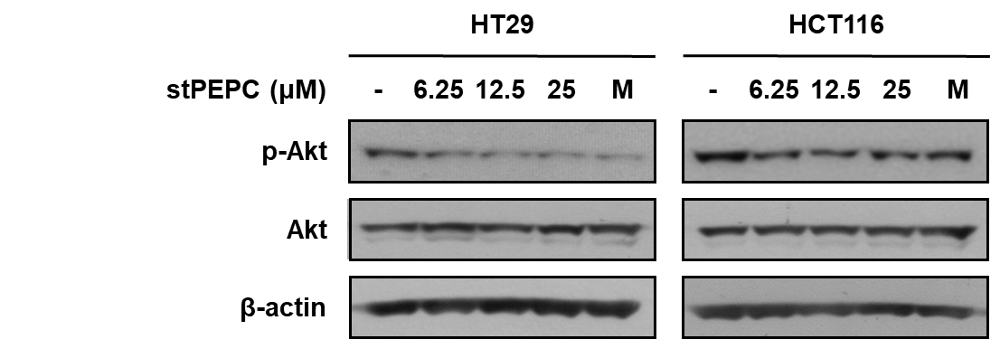 HT29 HCT116
stPEPC (μM) - 6.25 12.5 25 M - 6.25 12.5 25 M
p-Akt
Akt
β-actin